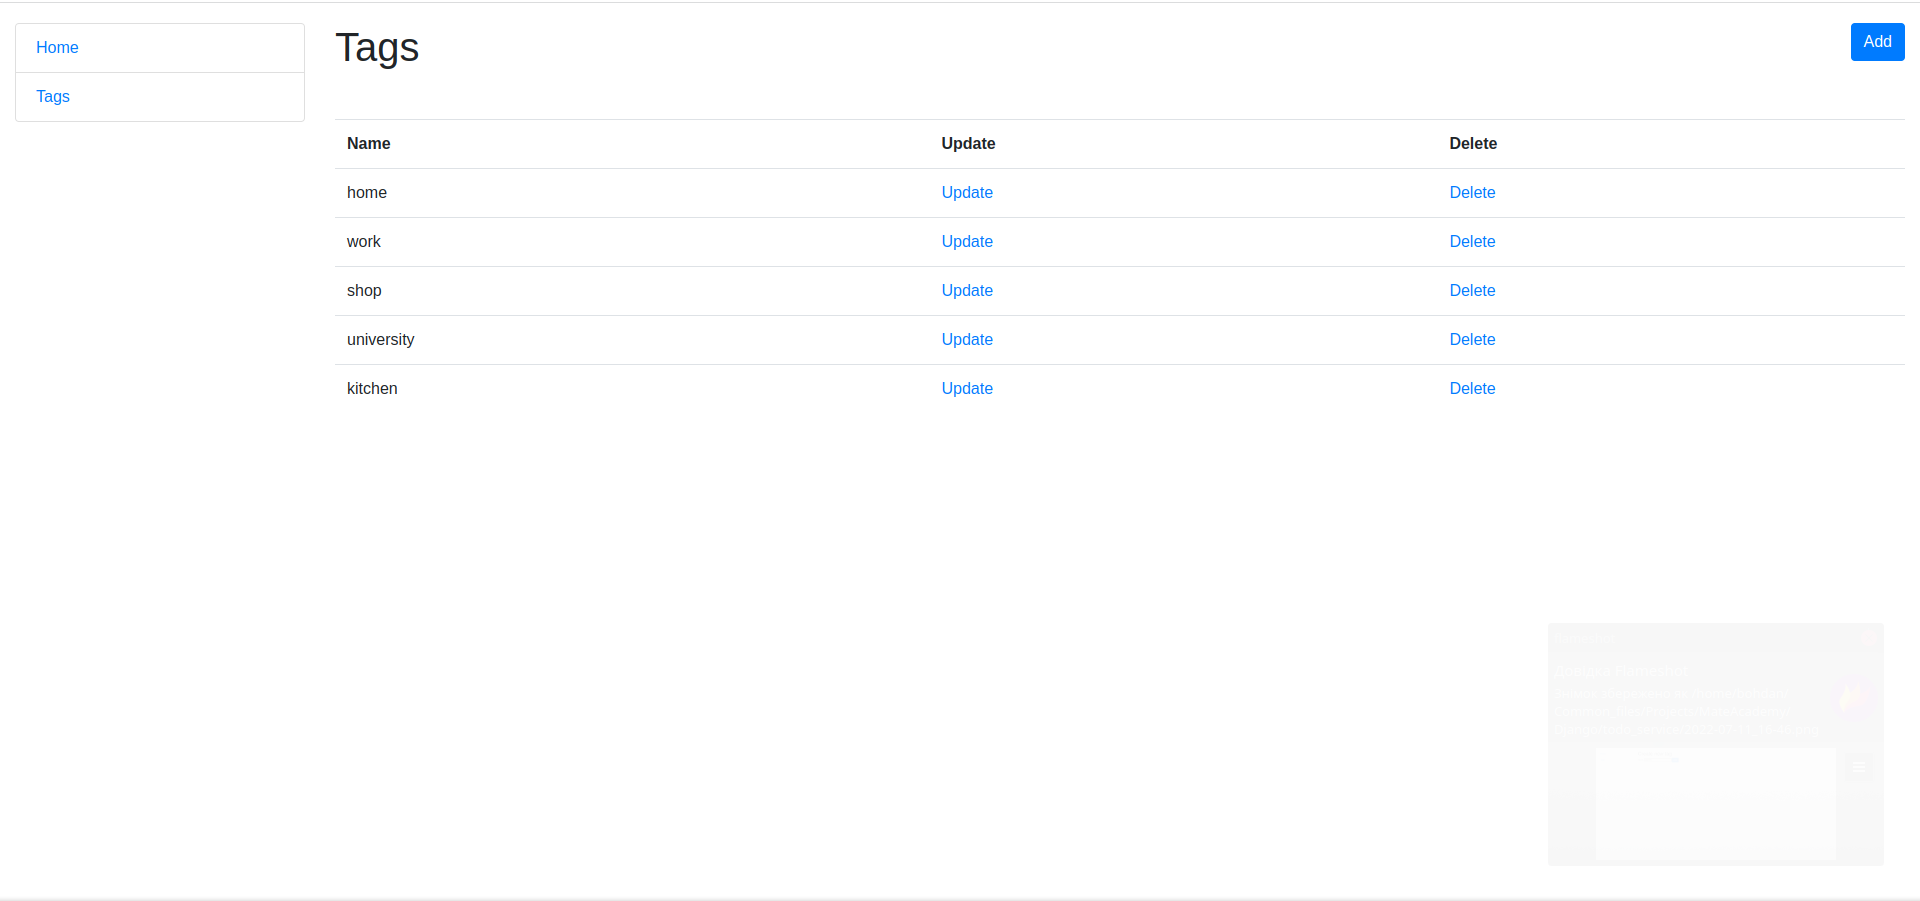 Home
Tags
Tags
Add
Name Update Delete
home Update Delete
work Update Delete
shop Update Delete
university Update Delete
kitchen Update Delete